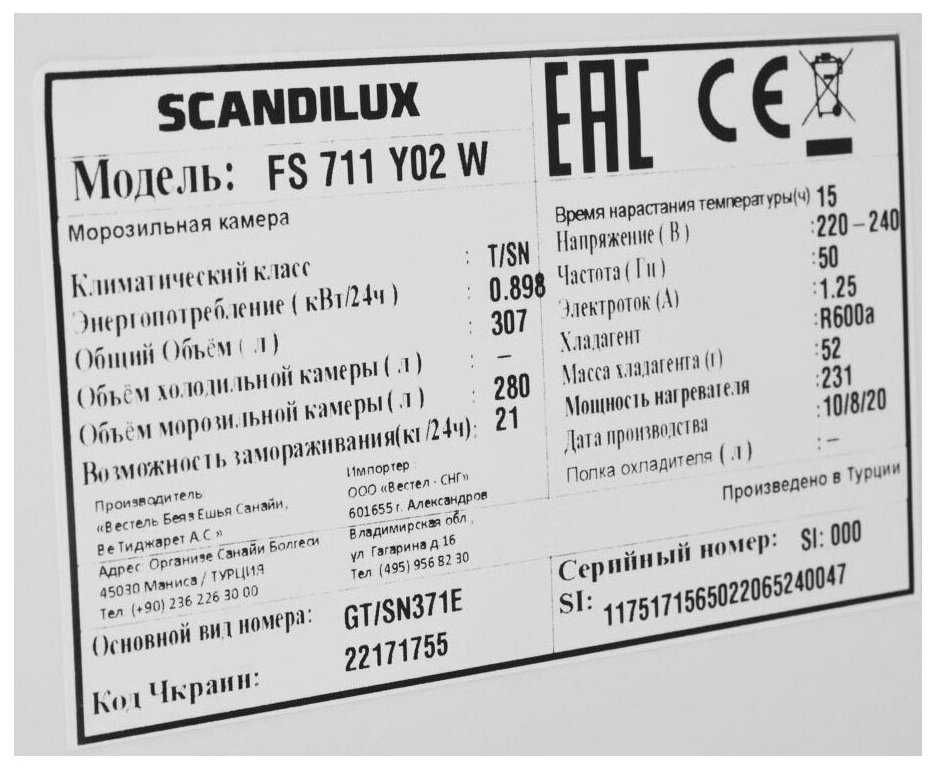 SCANDILUX
Модель: FS 711 Y02 W
Морозильная камера
Климатический класс : T/SN
Энергопотребление ( кВт/24ч ) : 0.898
Общий Объём ( л ) : 307
Объём холодильной камеры ( л ) : –
Объём морозильной камеры ( л ) : 280
Возможность замораживания(кг/24ч): 21
Производитель
«Вестель Беяз Ешья Санайи,
Ве Тиджарет А.С »
Адрес Организе Санайи Болгеси
45030 Маниса / ТУРЦИЯ
Тел (+90) 236 226 30 00
Импортер
ООО «Вестел - СНГ»
601655 г. Александров
Владимирская обл ,
ул Гагарина д 16
Тел (495) 956 82 30
Основной вид номера: GT/SN371E
Код Чкраин: 22171755
EAC CE
Время нарастания температуры(ч) 15
Напряжение ( В ) :220 – 240
Частота ( Гц ) :50
Электроток (А) :1.25
Хладагент :R600a
Масса хладагента (г) :52
Мощность нагревателя :231
Дата производства :10/8/20
Полка охладителя ( л ) :–
Произведено в Турции
Серийный номер: SI: 000
SI: 1175171565022065240047